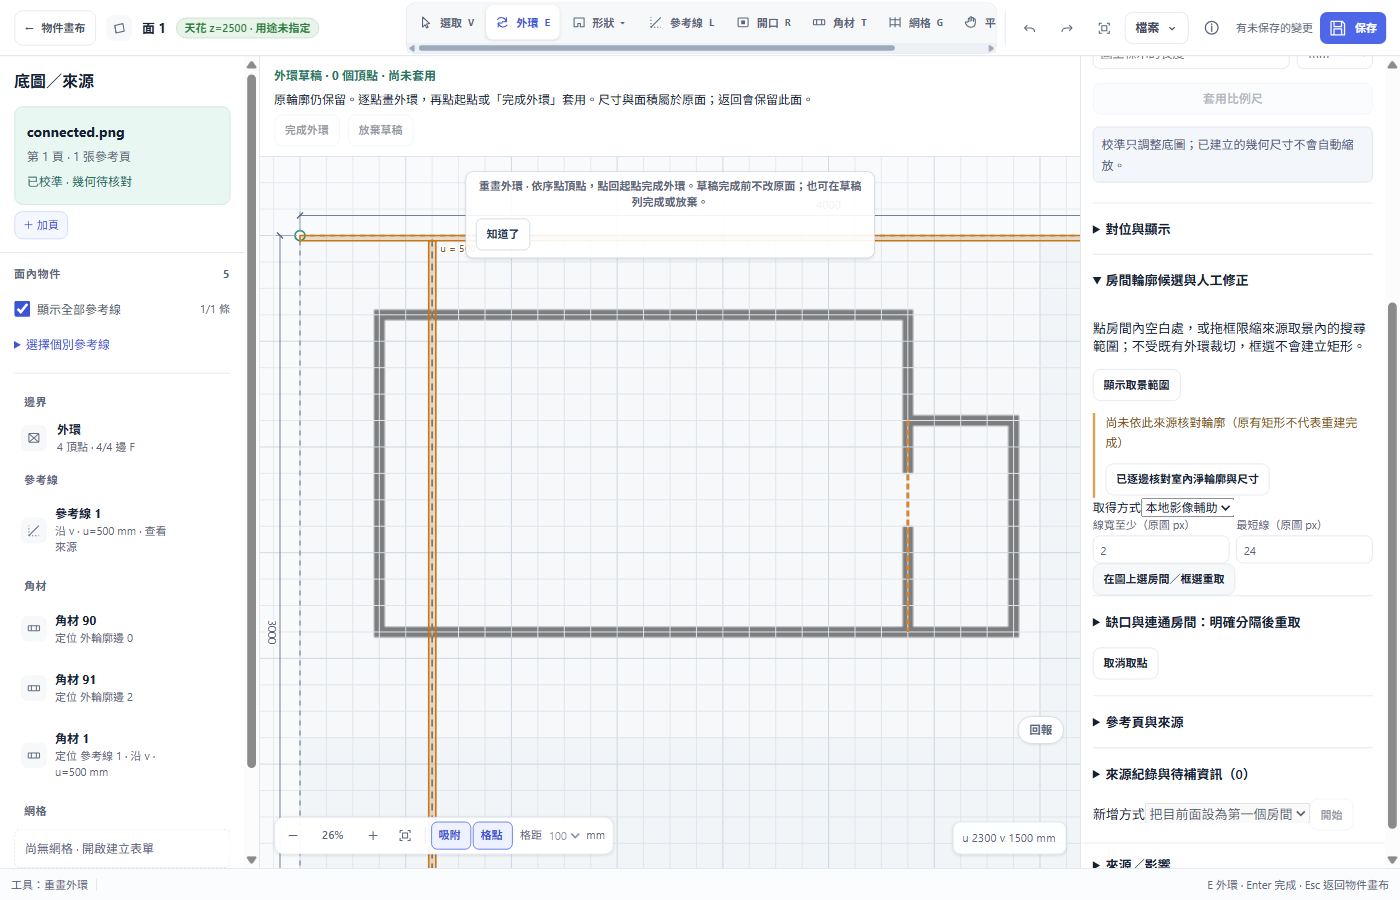 ← 物件畫布
面 1
天花 z=2500 · 用途未指定
選取 V
外環 E
形狀
參考線 L
開口 R
角材 T
網格 G
平
檔案
有未保存的變更
保存
底圖／來源
connected.png
第 1 頁 · 1 張參考頁
已校準 · 幾何待核對
＋加頁
面內物件 5
顯示全部參考線 1/1 條
選擇個別參考線
邊界
外環
4 頂點 · 4/4 邊 F
參考線
參考線 1
沿 v · u=500 mm · 查看
來源
角材
角材 90
定位 外輪廓邊 0
角材 91
定位 外輪廓邊 2
角材 1
定位 參考線 1 · 沿 v ·
u=500 mm
網格
尚無網格 · 開啟建立表單
外環草稿 · 0 個頂點 · 尚未套用
原輪廓仍保留。逐點畫外環，再點起點或「完成外環」套用。尺寸與面積屬於原面；返回會保留此面。
完成外環
放棄草稿
重畫外環 · 依序點頂點，點回起點完成外環。草稿完成前不改原面；也可在草稿
列完成或放棄。
4000
知道了
u = 5
3000
回報
26%
吸附
格點
格距 100 mm
u 2300 v 1500 mm
套用比例尺
校準只調整底圖；已建立的幾何尺寸不會自動縮
放。
對位與顯示
房間輪廓候選與人工修正
點房間內空白處，或拖框限縮來源取景內的搜尋
範圍；不受既有外環裁切，框選不會建立矩形。
顯示取景範圍
尚未依此來源核對輪廓（原有矩形不代表重建完
成）
已逐邊核對室內淨輪廓與尺寸
取得方式 本地影像輔助
線寬至少（原圖 px） 最短線（原圖 px）
2 24
在圖上選房間／框選重取
缺口與連通房間：明確分隔後重取
取消取點
參考頁與來源
來源紀錄與待補資訊（0）
新增方式 把目前面設為第一個房間 開始
來源／影響
工具：重畫外環
E 外環 · Enter 完成 · Esc 返回物件畫布